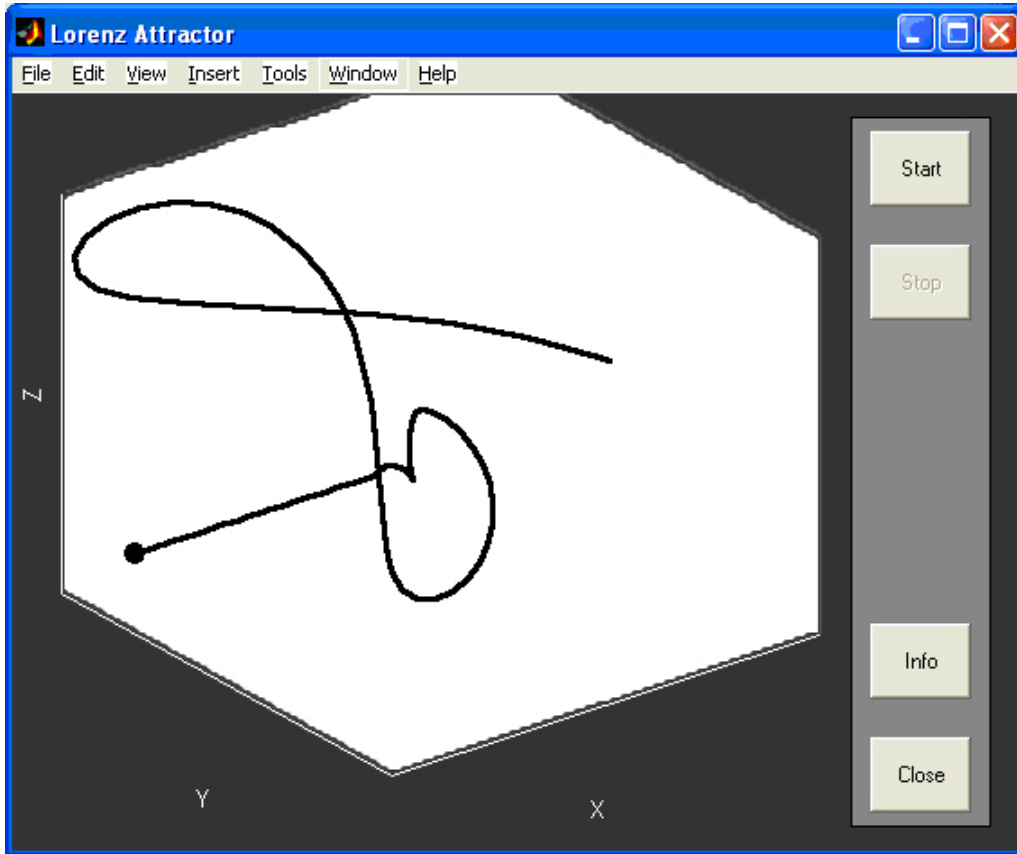 Lorenz Attractor
File Edit View Insert Tools Window Help
Start
Stop
Z
Info
Close
Y
X